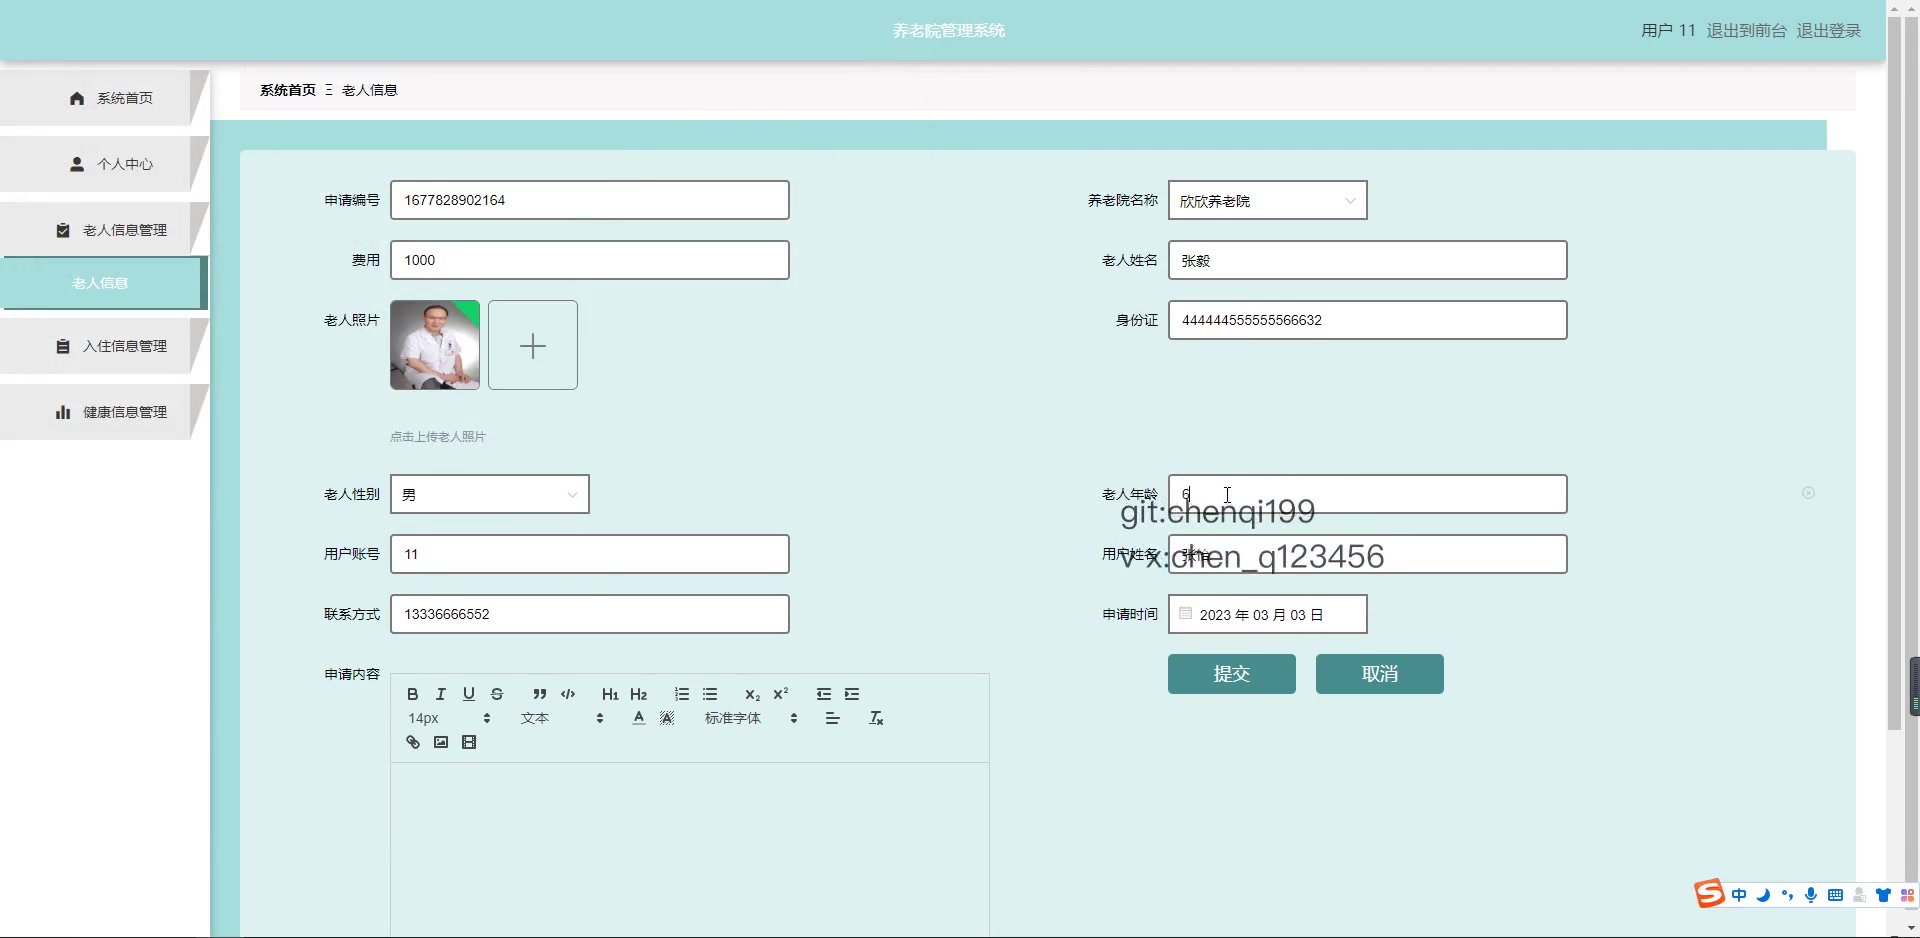 养老院管理系统
用户 11 退出到前台 退出登录
系统首页
个人中心
老人信息管理
老人信息
入住信息管理
健康信息管理
系统首页 Ξ 老人信息
申请编号 1677828902164
养老院名称 欣欣养老院
费用 1000
老人姓名 张毅
老人照片
身份证 444444555555566632
点击上传老人照片
老人性别 男
老人年龄 6
git:chenqi199
用户账号 11
用户姓名
v x:chen_q123456
联系方式 13336666552
申请时间 2023 年 03 月 03 日
提交 取消
申请内容
B I U S H1 H2 X2 X2
14px 文本 A A 标准字体 Tx
S 中